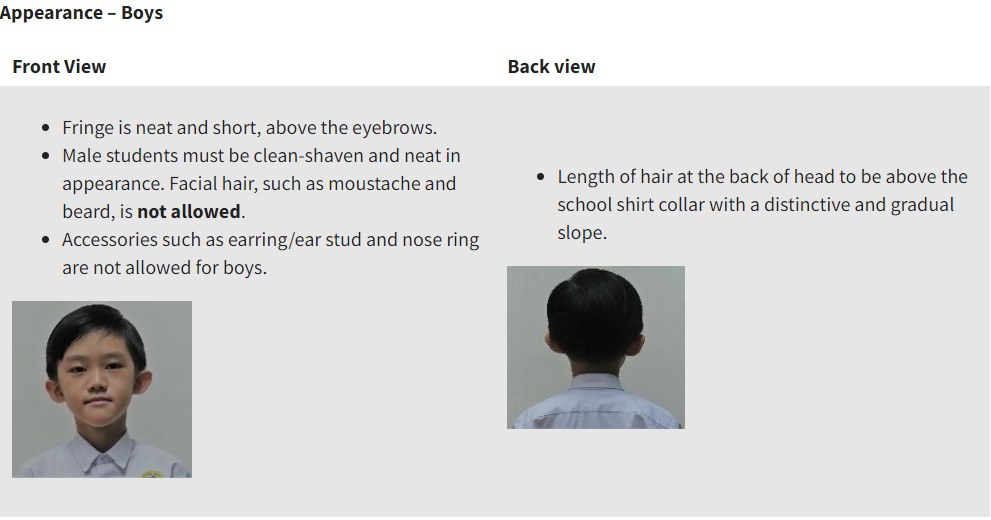 Appearance – Boys
Front View
Back view
• Fringe is neat and short, above the eyebrows.
• Male students must be clean-shaven and neat in
appearance. Facial hair, such as moustache and
beard, is not allowed.
• Accessories such as earring/ear stud and nose ring
are not allowed for boys.
• Length of hair at the back of head to be above the
school shirt collar with a distinctive and gradual
slope.